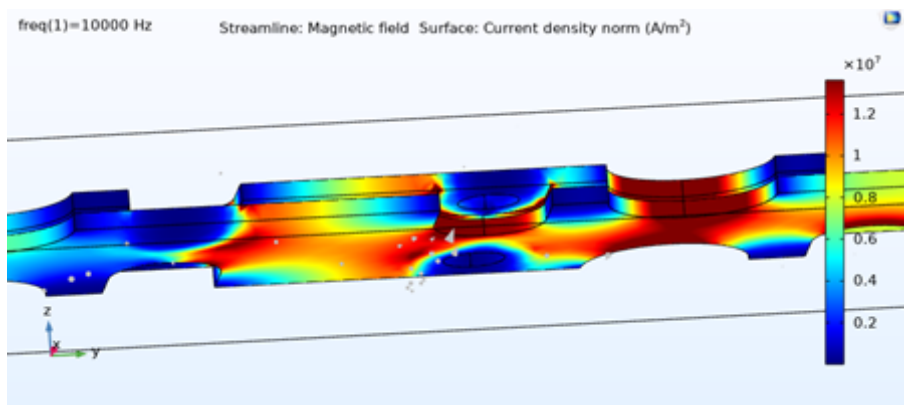 freq(1)=10000 Hz Streamline: Magnetic field Surface: Current density norm (A/m²)
×10⁷
1.2
1
0.8
0.6
0.4
0.2
z
x
y